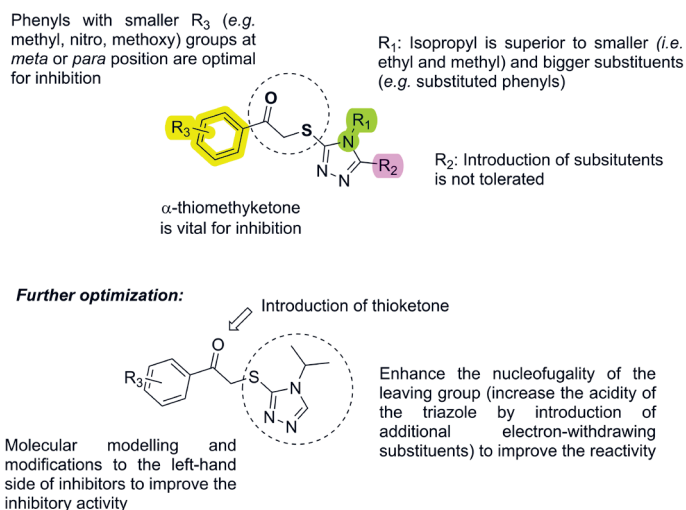 Phenyls with smaller R₃ (e.g.
methyl, nitro, methoxy) groups at
meta or para position are optimal
for inhibition
R₁: Isopropyl is superior to smaller (i.e.
ethyl and methyl) and bigger substituents
(e.g. substituted phenyls)
O
R₃
S
R₁
N
N
N
R₂
R₂: Introduction of subsitutents
is not tolerated
α-thiomethyketone
is vital for inhibition
Further optimization:
Introduction of thioketone
O
R₃
S
N
N
N
Enhance the nucleofugality of the
leaving group (increase the acidity of
the triazole by introduction of
additional electron-withdrawing
substituents) to improve the reactivity
Molecular modelling and
modifications to the left-hand
side of inhibitors to improve the
inhibitory activity